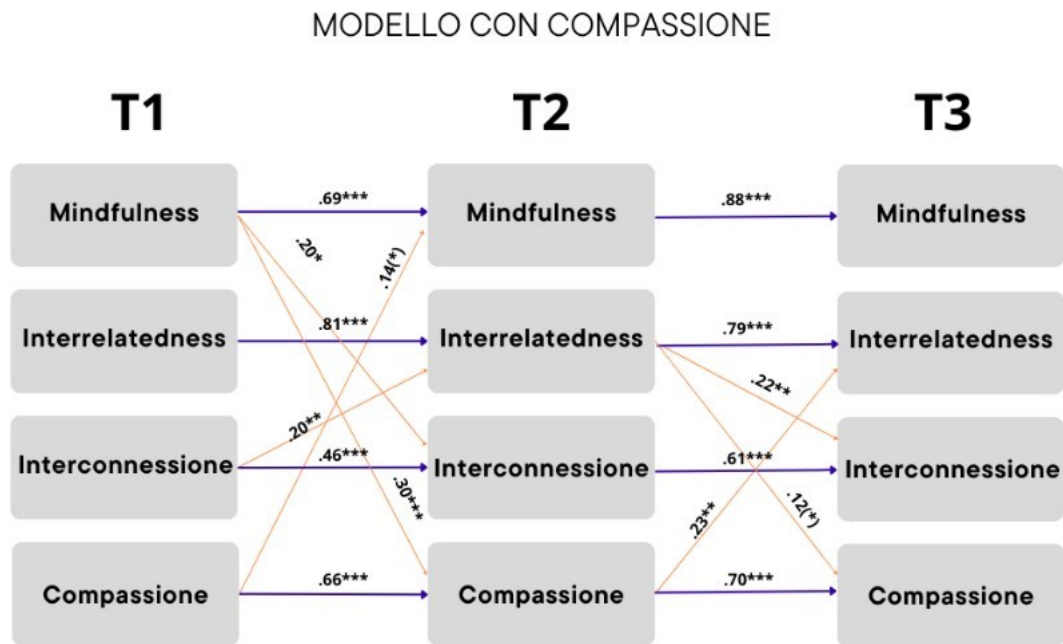 MODELLO CON COMPASSIONE
T1
T2
T3
Mindfulness
.69***
Mindfulness
.88***
Mindfulness
.20*
.14(*)
Interrelatedness
.81***
Interrelatedness
.79***
Interrelatedness
.22**
.20**
Interconnessione
.46***
Interconnessione
.61***
Interconnessione
.30***
.23**
.12(*)
Compassione
.66***
Compassione
.70***
Compassione